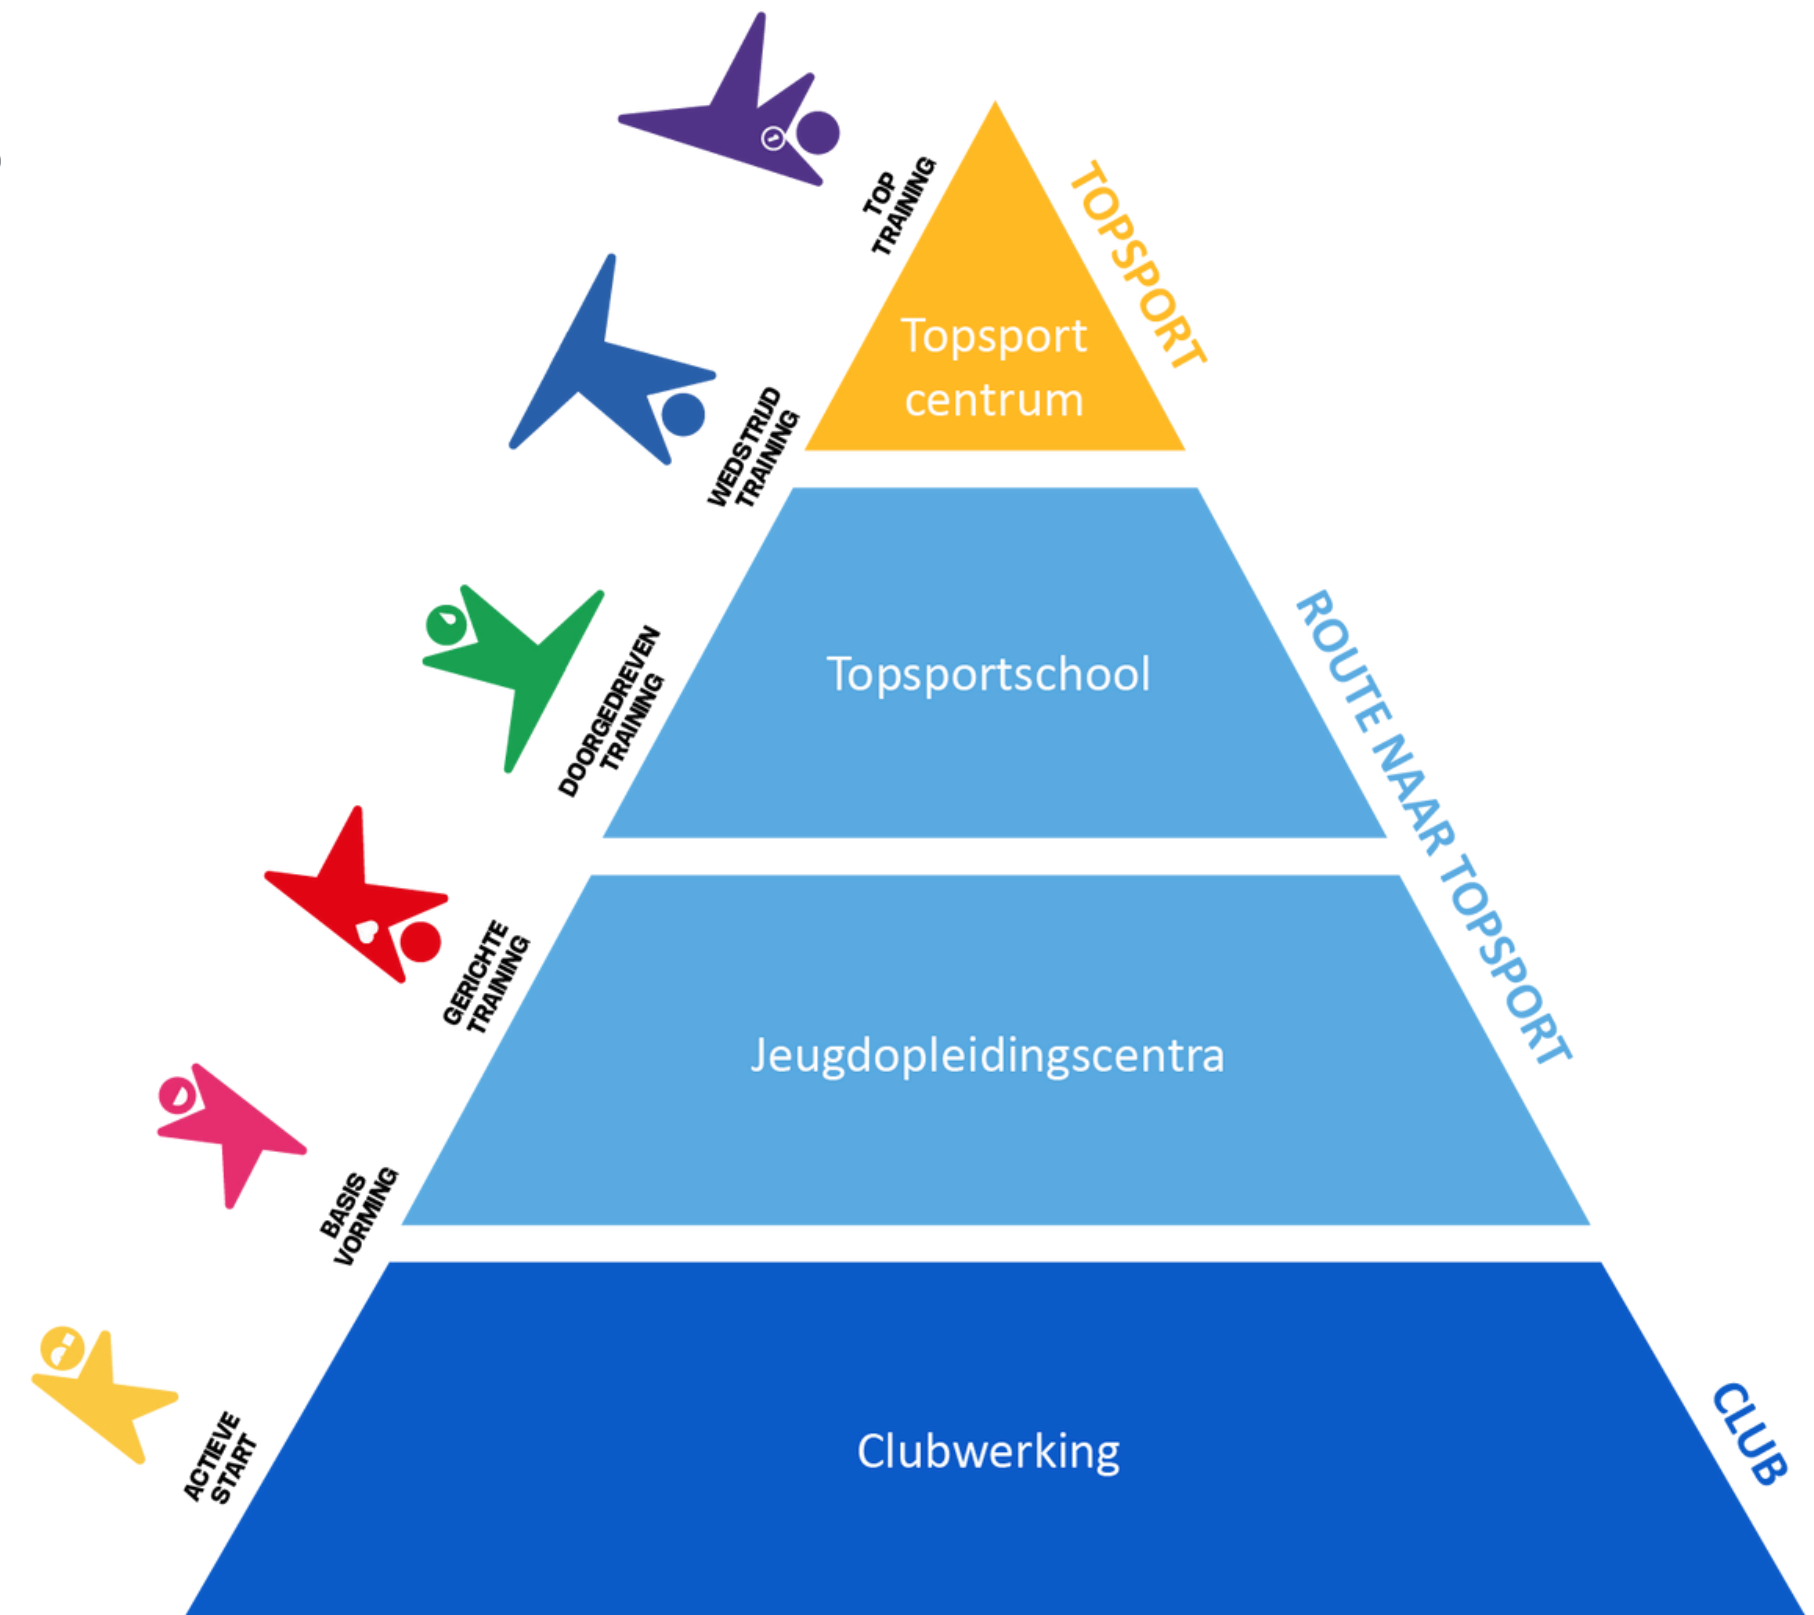 TOP
TRAINING
TOPSPORT
Topsport
centrum
WEDSTRIJD
TRAINING
Topsportschool
DOORGEDREVEN
TRAINING
ROUTE NAAR TOPSPORT
GERICHTE
TRAINING
Jeugdopleidingscentra
BASIS
VORMING
Clubwerking
CLUB
ACTIEVE
START